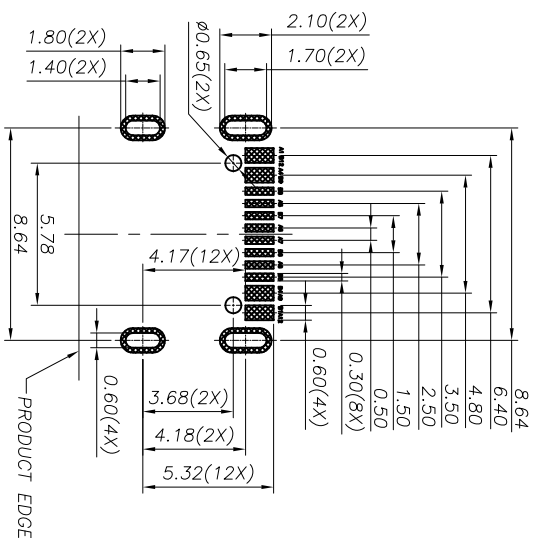 2.10(2X)
1.80(2X)
1.70(2X)
1.40(2X)
Ø0.65(2X)
5.78
8.64
4.17(12X)
3.68(2X)
4.18(2X)
5.32(12X)
0.60(4X)
PRODUCT EDGE
0.60(4X)
0.30(8X)
0.50
1.50
2.50
3.50
4.80
6.40
8.64